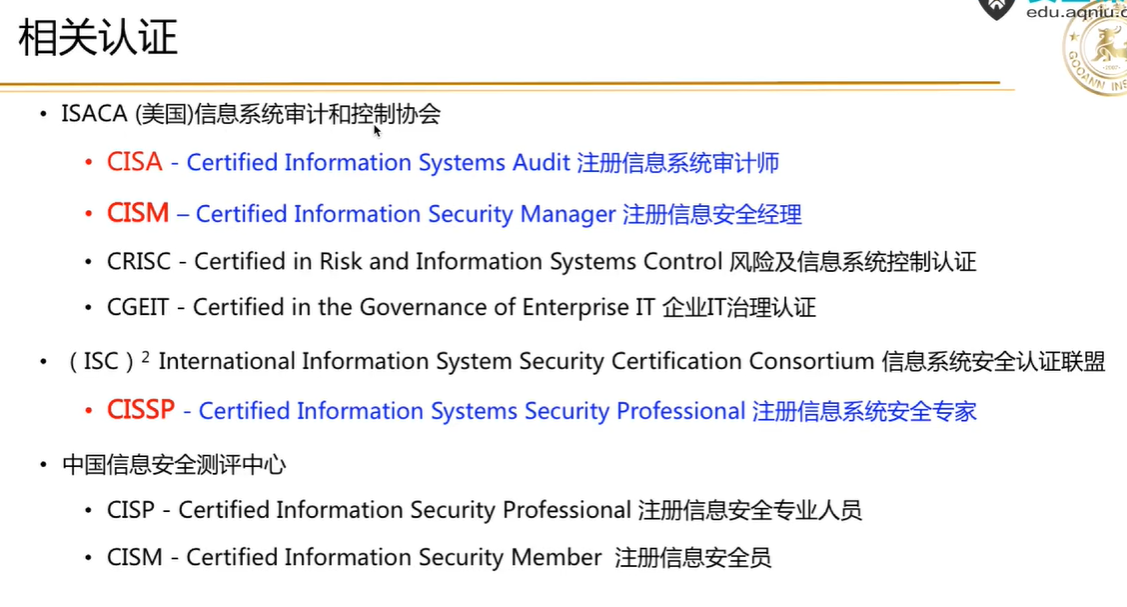 edu.aqniu.c
相关认证
GOOANN INS
• ISACA (美国)信息系统审计和控制协会
• CISA - Certified Information Systems Audit 注册信息系统审计师
• CISM – Certified Information Security Manager 注册信息安全经理
• CRISC - Certified in Risk and Information Systems Control 风险及信息系统控制认证
• CGEIT - Certified in the Governance of Enterprise IT 企业IT治理认证
• （ISC）2 International Information System Security Certification Consortium 信息系统安全认证联盟
• CISSP - Certified Information Systems Security Professional 注册信息系统安全专家
• 中国信息安全测评中心
• CISP - Certified Information Security Professional 注册信息安全专业人员
• CISM - Certified Information Security Member 注册信息安全员